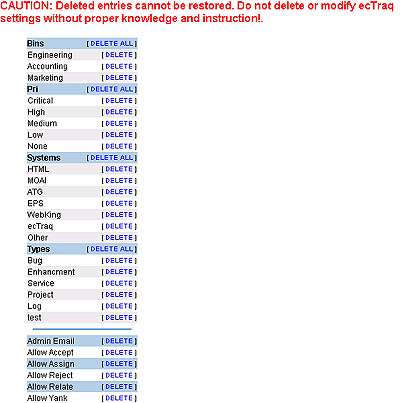 CAUTION: Deleted entries cannot be restored. Do not delete or modify ecTraq
settings without proper knowledge and instruction!.
Bins [ DELETE ALL ]
Engineering [ DELETE ]
Accounting [ DELETE ]
Marketing [ DELETE ]
Pri [ DELETE ALL ]
Critical [ DELETE ]
High [ DELETE ]
Medium [ DELETE ]
Low [ DELETE ]
None [ DELETE ]
Systems [ DELETE ALL ]
HTML [ DELETE ]
MOAI [ DELETE ]
ATG [ DELETE ]
EPS [ DELETE ]
WebKing [ DELETE ]
ecTraq [ DELETE ]
Other [ DELETE ]
Types [ DELETE ALL ]
Bug [ DELETE ]
Enhancment [ DELETE ]
Service [ DELETE ]
Project [ DELETE ]
Log [ DELETE ]
test [ DELETE ]
Admin Email [ DELETE ]
Allow Accept [ DELETE ]
Allow Assign [ DELETE ]
Allow Reject [ DELETE ]
Allow Relate [ DELETE ]
Allow Yank [ DELETE ]